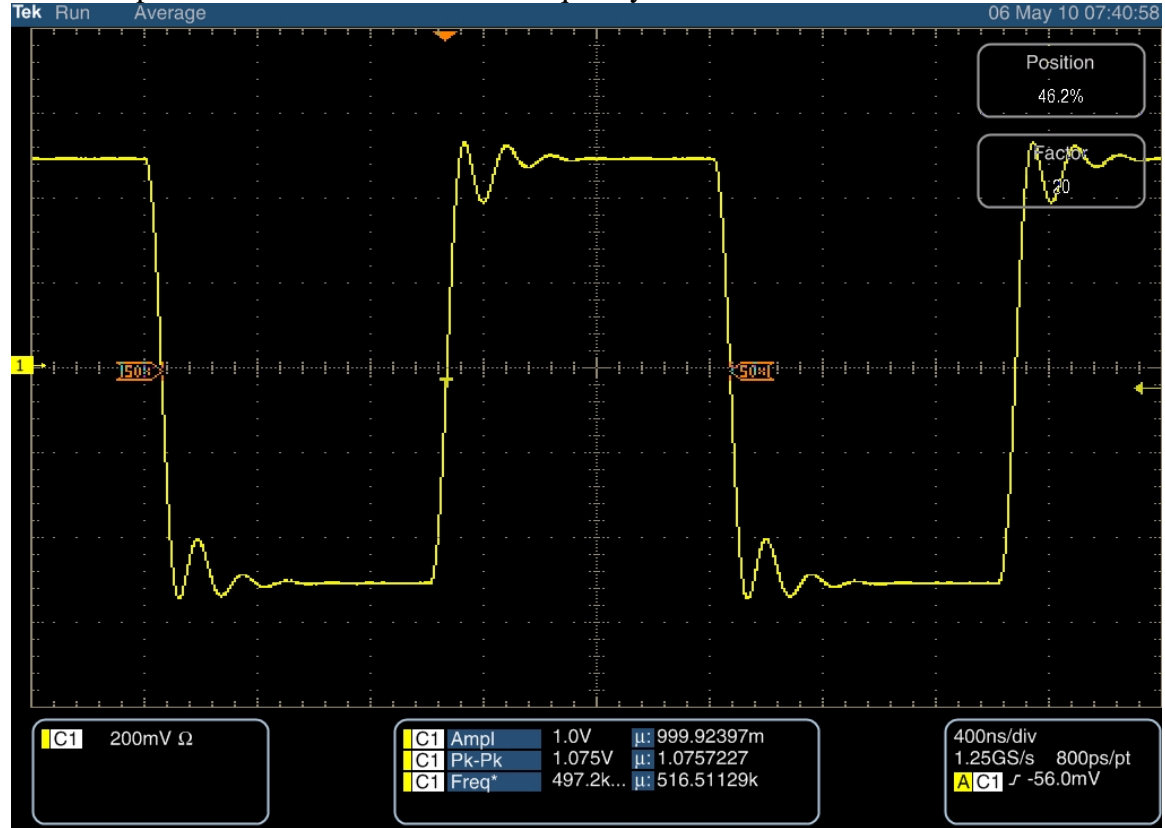 Tek Run Average 06 May 10 07:40:58
Position
46.2%
Factor
20
1
50% 50%
C1 200mV Ω
C1 Ampl 1.0V µ: 999.92397m
C1 Pk-Pk 1.075V µ: 1.0757227
C1 Freq* 497.2k... µ: 516.51129k
400ns/div
1.25GS/s 800ps/pt
A C1 -56.0mV